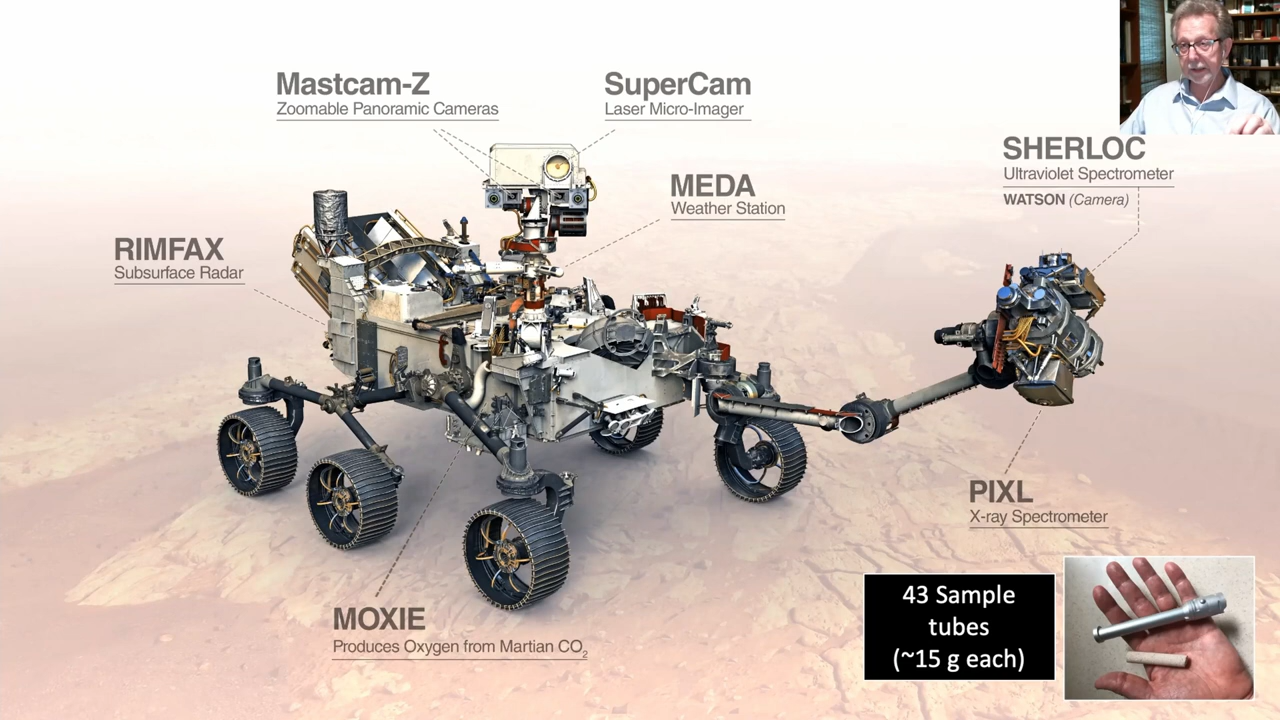 Mastcam-Z
Zoomable Panoramic Cameras
SuperCam
Laser Micro-Imager
SHERLOC
Ultraviolet Spectrometer
WATSON (Camera)
MEDA
Weather Station
RIMFAX
Subsurface Radar
PIXL
X-ray Spectrometer
43 Sample
tubes
(~15 g each)
MOXIE
Produces Oxygen from Martian CO₂